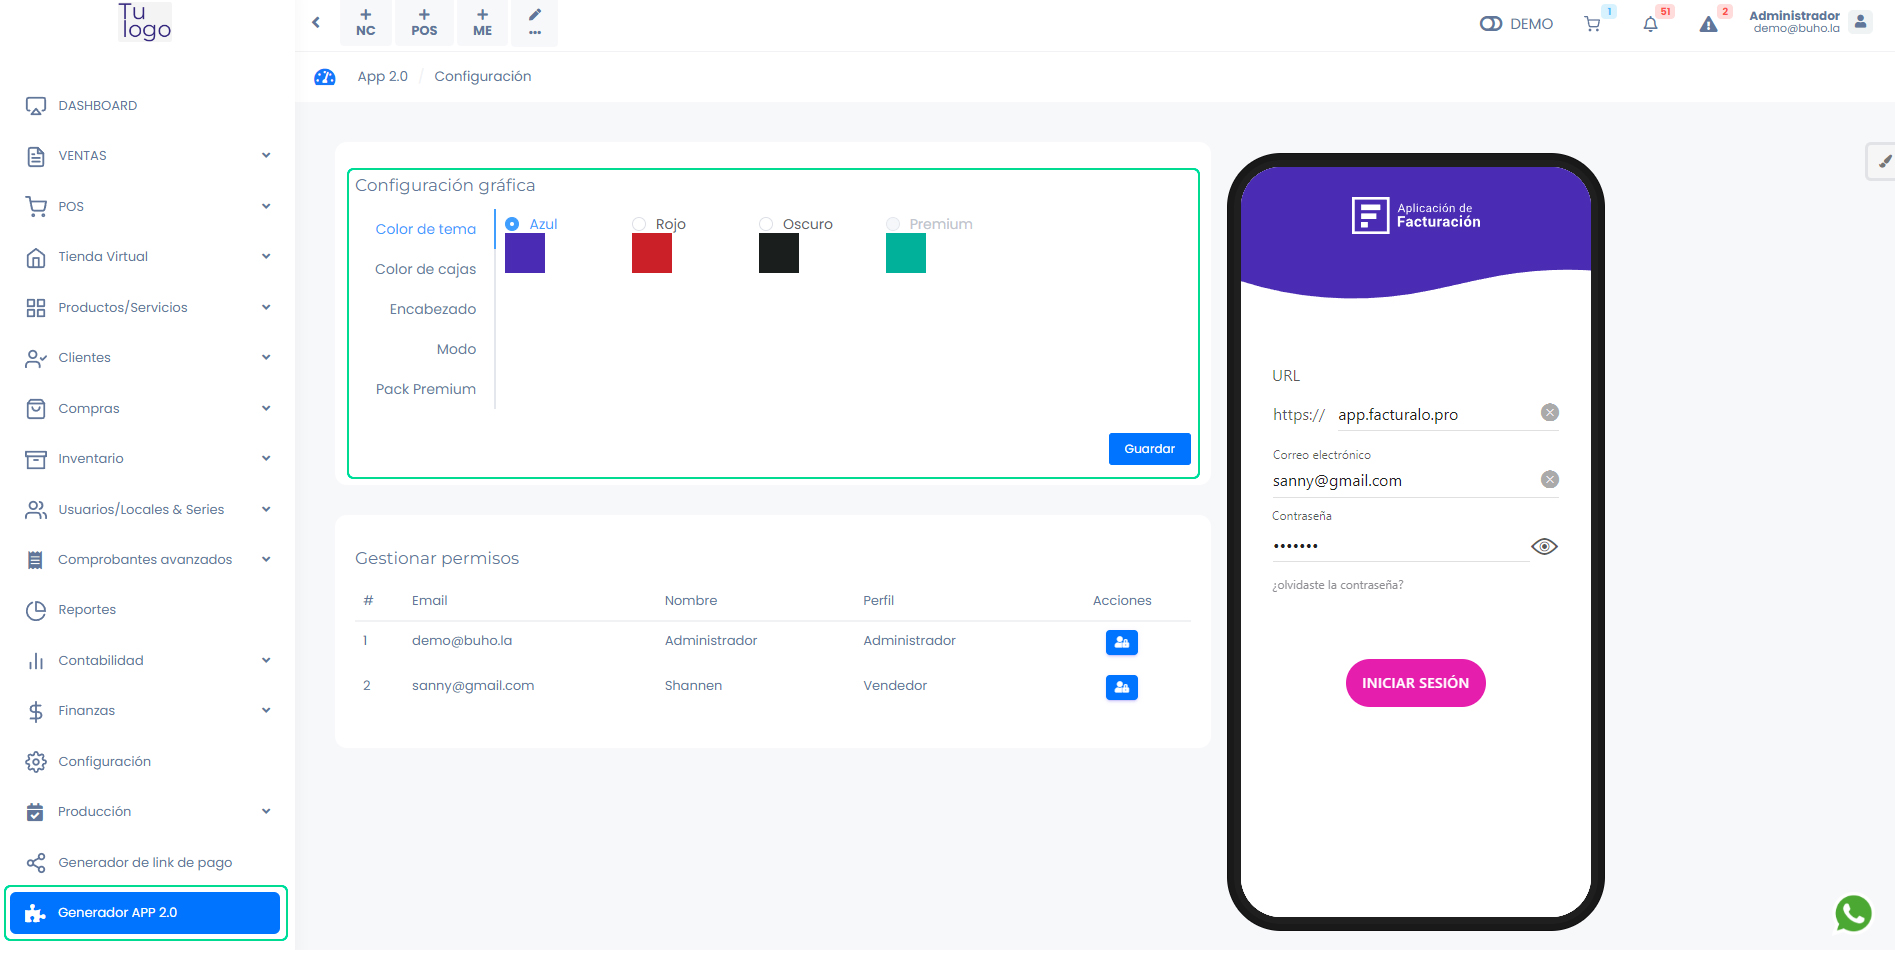 Tu
logo
NC
POS
ME
...
DEMO
1
51
2
Administrador
demo@buho.la
App 2.0 / Configuración
DASHBOARD
VENTAS
POS
Tienda Virtual
Productos/Servicios
Clientes
Compras
Inventario
Usuarios/Locales & Series
Comprobantes avanzados
Reportes
Contabilidad
Finanzas
Configuración
Producción
Generador de link de pago
Generador APP 2.0
Configuración gráfica
Color de tema
Color de cajas
Encabezado
Modo
Pack Premium
Azul
Rojo
Oscuro
Premium
Guardar
Gestionar permisos
# Email Nombre Perfil Acciones
1 demo@buho.la Administrador Administrador
2 sanny@gmail.com Shannen Vendedor
Aplicación de
Facturación
URL
https:// app.facturalo.pro
Correo electrónico
sanny@gmail.com
Contraseña
•••••••
¿olvidaste la contraseña?
INICIAR SESIÓN